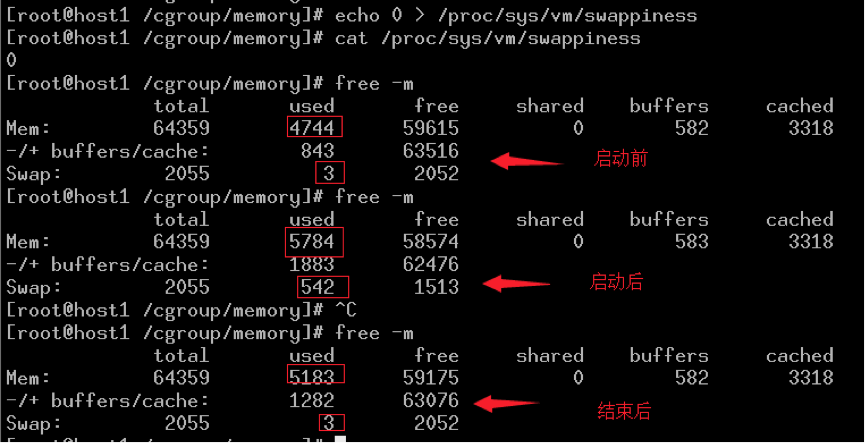 [root@host1 /cgroup/memory]# echo 0 > /proc/sys/vm/swappiness
[root@host1 /cgroup/memory]# cat /proc/sys/vm/swappiness
0
[root@host1 /cgroup/memory]# free -m
total used free shared buffers cached
Mem: 64359 4744 59615 0 582 3318
-/+ buffers/cache: 843 63516
启动前
Swap: 2055 3 2052
[root@host1 /cgroup/memory]# free -m
total used free shared buffers cached
Mem: 64359 5784 58574 0 583 3318
-/+ buffers/cache: 1883 62476
启动后
Swap: 2055 542 1513
[root@host1 /cgroup/memory]# ^C
[root@host1 /cgroup/memory]# free -m
total used free shared buffers cached
Mem: 64359 5183 59175 0 582 3318
-/+ buffers/cache: 1282 63076
结束后
Swap: 2055 3 2052